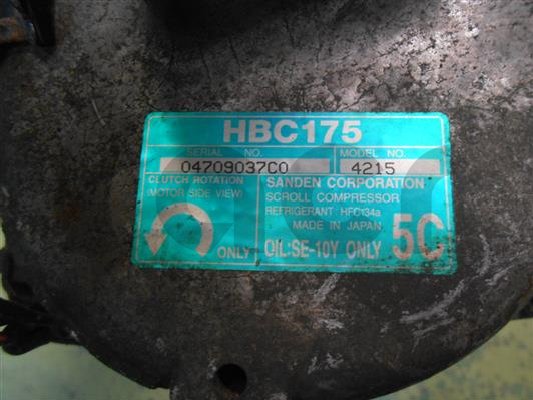 HBC175
SERIAL NO. MODEL NO.
04709037C0 4215
CLUTCH ROTATION
(MOTOR SIDE VIEW)
ONLY
SANDEN CORPORATION
SCROLL COMPRESSOR
REFRIGERANT HFC134a
MADE IN JAPAN
OIL:SE-10Y ONLY
5C